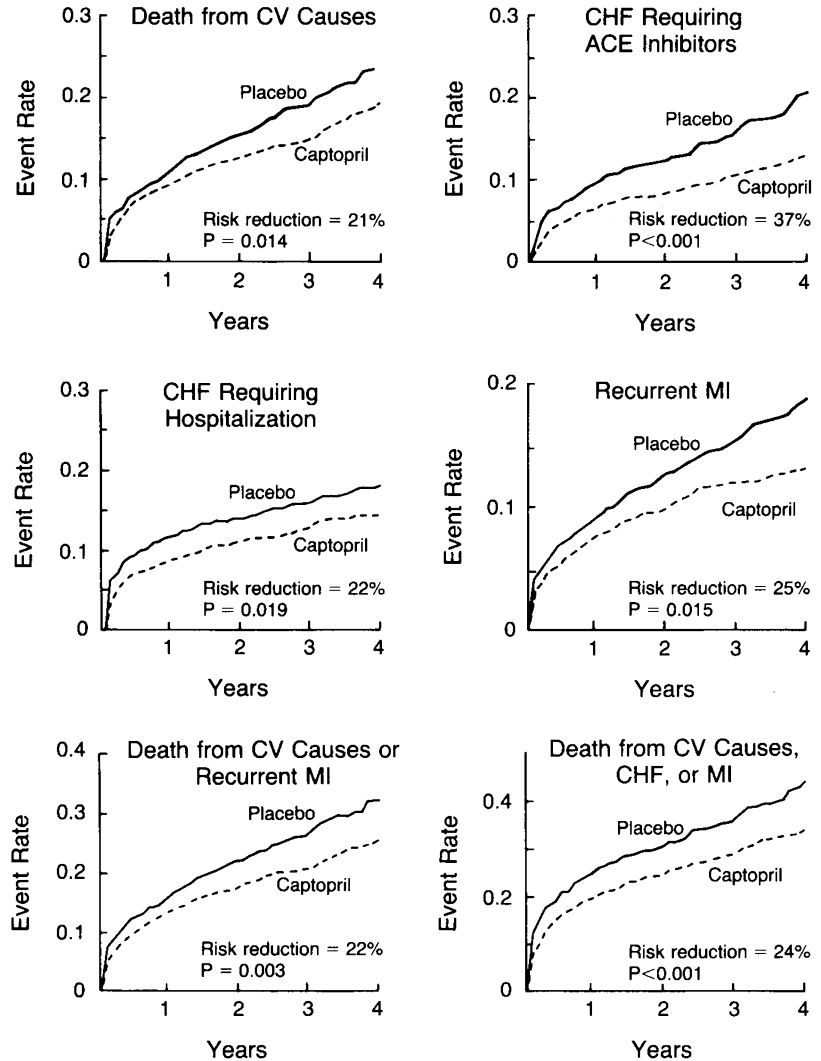 Death from CV Causes
0.3
0.2
0.1
0
Event Rate
Placebo
Captopril
Risk reduction = 21%
P = 0.014
1 2 3 4
Years
CHF Requiring
ACE Inhibitors
0.3
0.2
0.1
0
Event Rate
Placebo
Captopril
Risk reduction = 37%
P<0.001
1 2 3 4
Years
CHF Requiring
Hospitalization
0.3
0.2
0.1
0
Event Rate
Placebo
Captopril
Risk reduction = 22%
P = 0.019
1 2 3 4
Years
Recurrent MI
0.2
0.1
0
Event Rate
Placebo
Captopril
Risk reduction = 25%
P = 0.015
1 2 3 4
Years
Death from CV Causes or
Recurrent MI
0.4
0.3
0.2
0.1
0
Event Rate
Placebo
Captopril
Risk reduction = 22%
P = 0.003
1 2 3 4
Years
Death from CV Causes,
CHF, or MI
0.4
0.2
0
Event Rate
Placebo
Captopril
Risk reduction = 24%
P<0.001
1 2 3 4
Years